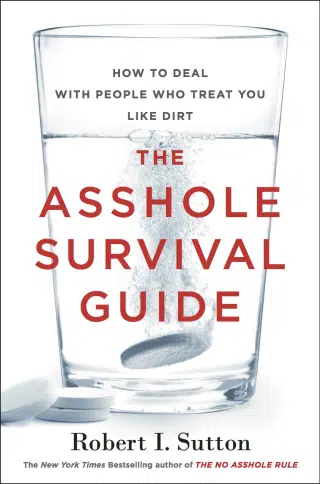 HOW TO DEAL
WITH PEOPLE WHO TREAT YOU
LIKE DIRT
THE
ASSHOLE
SURVIVAL
GUIDE
Robert I. Sutton
The New York Times Bestselling author of THE NO ASSHOLE RULE